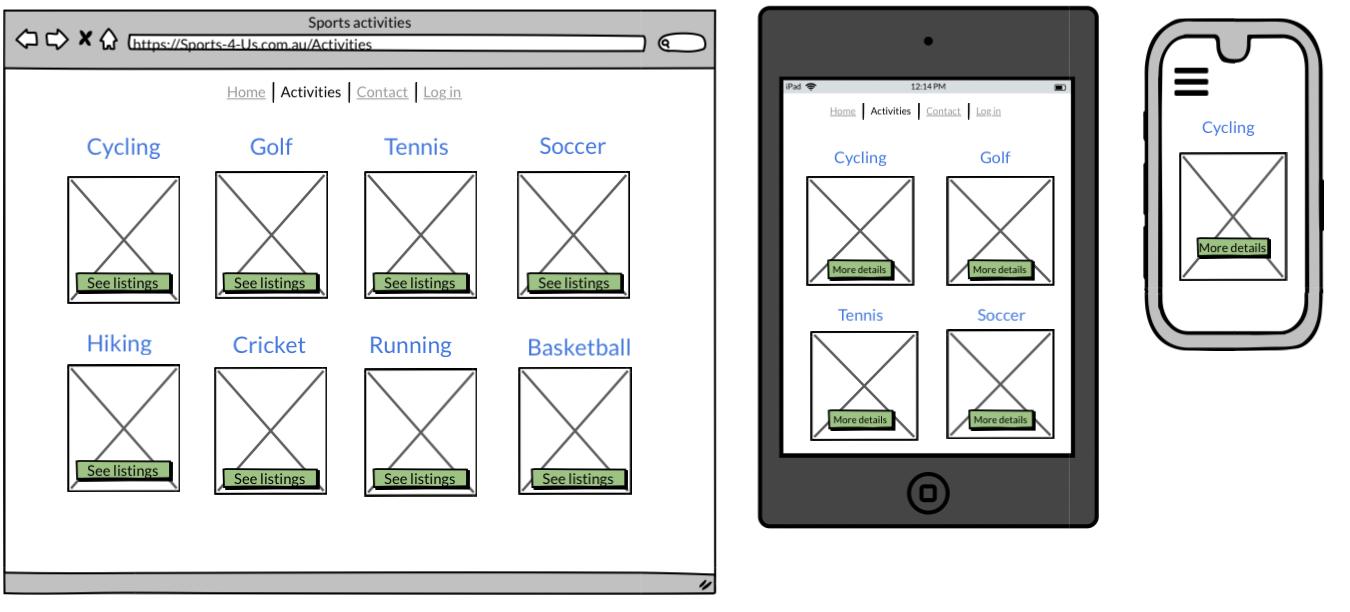 Sports activities
https://Sports-4-Us.com.au/Activities
Home | Activities | Contact | Log in
Cycling Golf Tennis Soccer
See listings See listings See listings See listings
Hiking Cricket Running Basketball
See listings See listings See listings See listings
iPad 12:14 PM
Home | Activities | Contact | Log in
Cycling Golf
More details More details
Tennis Soccer
More details More details
Cycling
More details